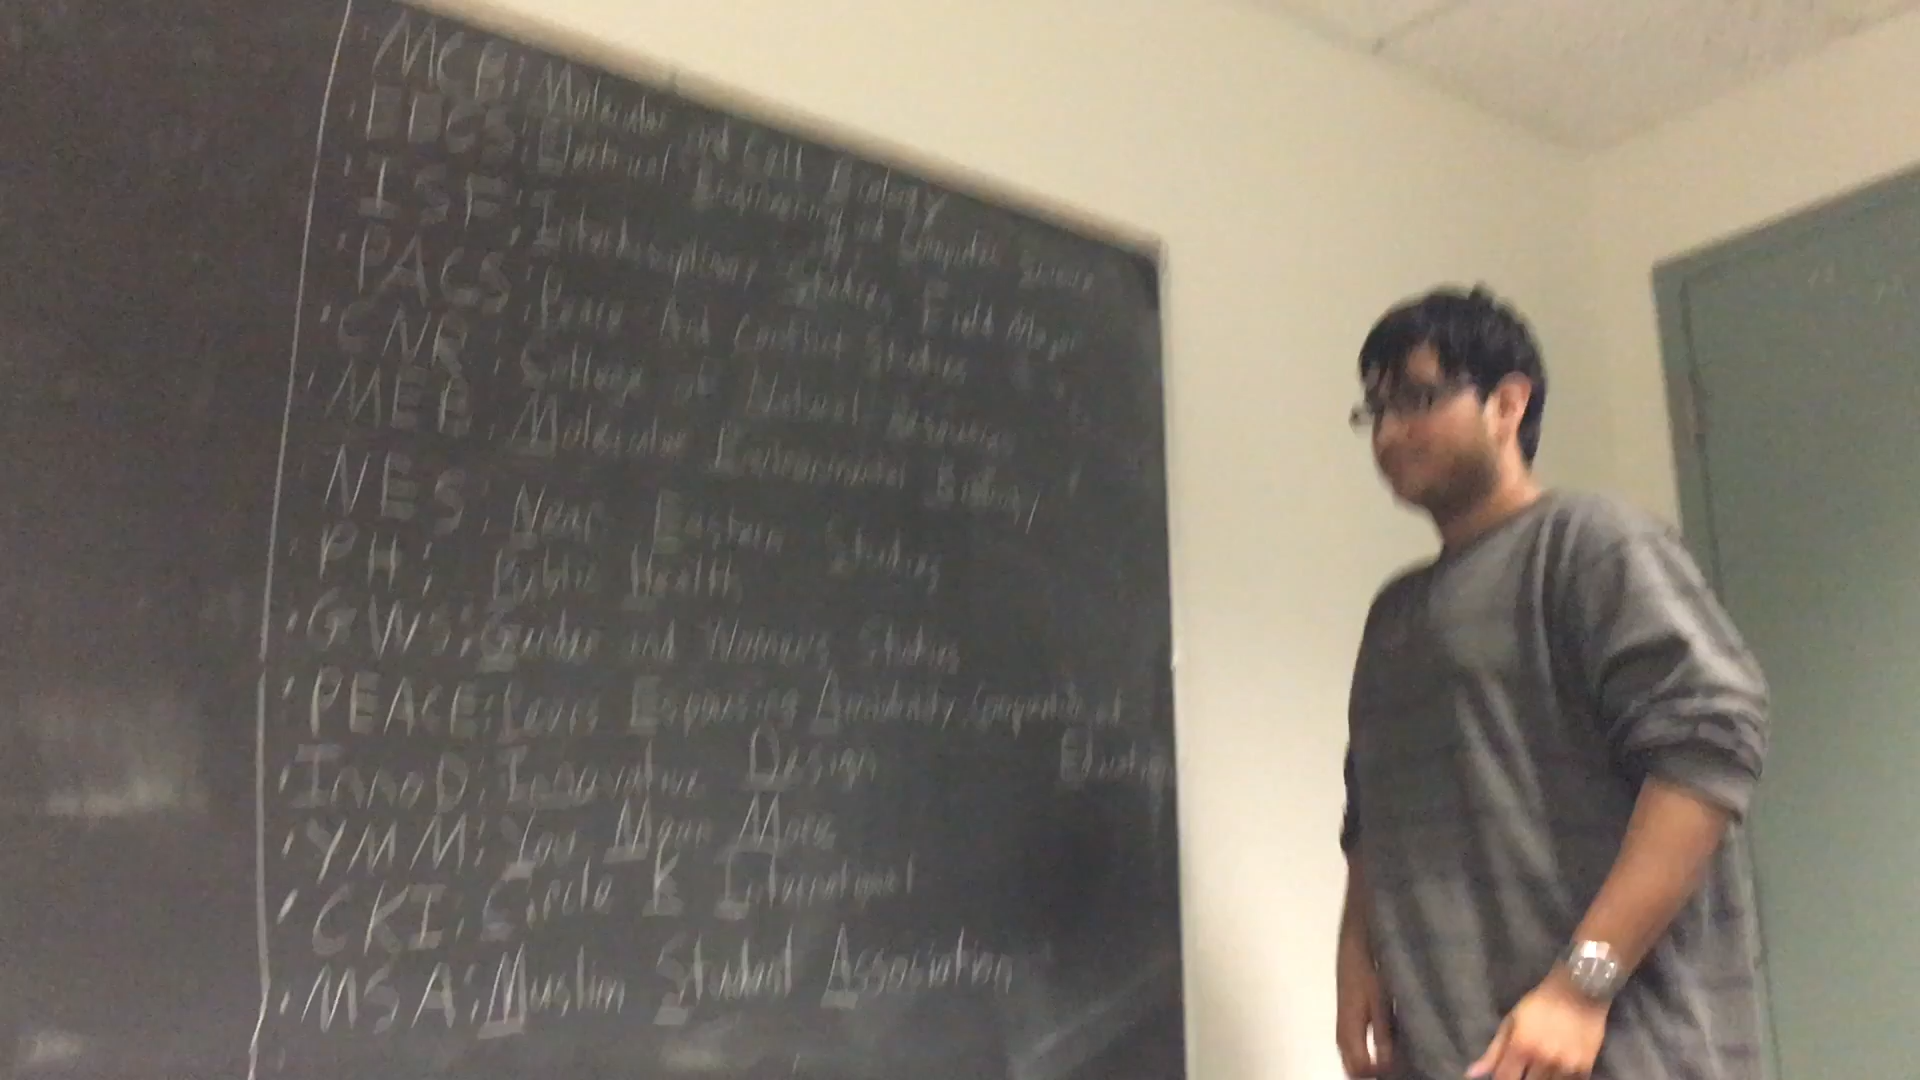 MCB: Molecular and Cell Biology
EECS: Electrical Engineering and Computer Science
ISF: Interdisciplinary Studies Field Major
PACS: Peace And Conflict Studies
CNR: College of Natural Resources
MEB: Molecular Environmental Biology
NES: Near Eastern Studies
PH: Public Health
GWS: Gender and Women's Studies
PEACE: Peers Expanding Accessibility Education
InnoD: Innovative Design
YMM: You Mean More
CKI: Circle K International
MSA: Muslim Student Association